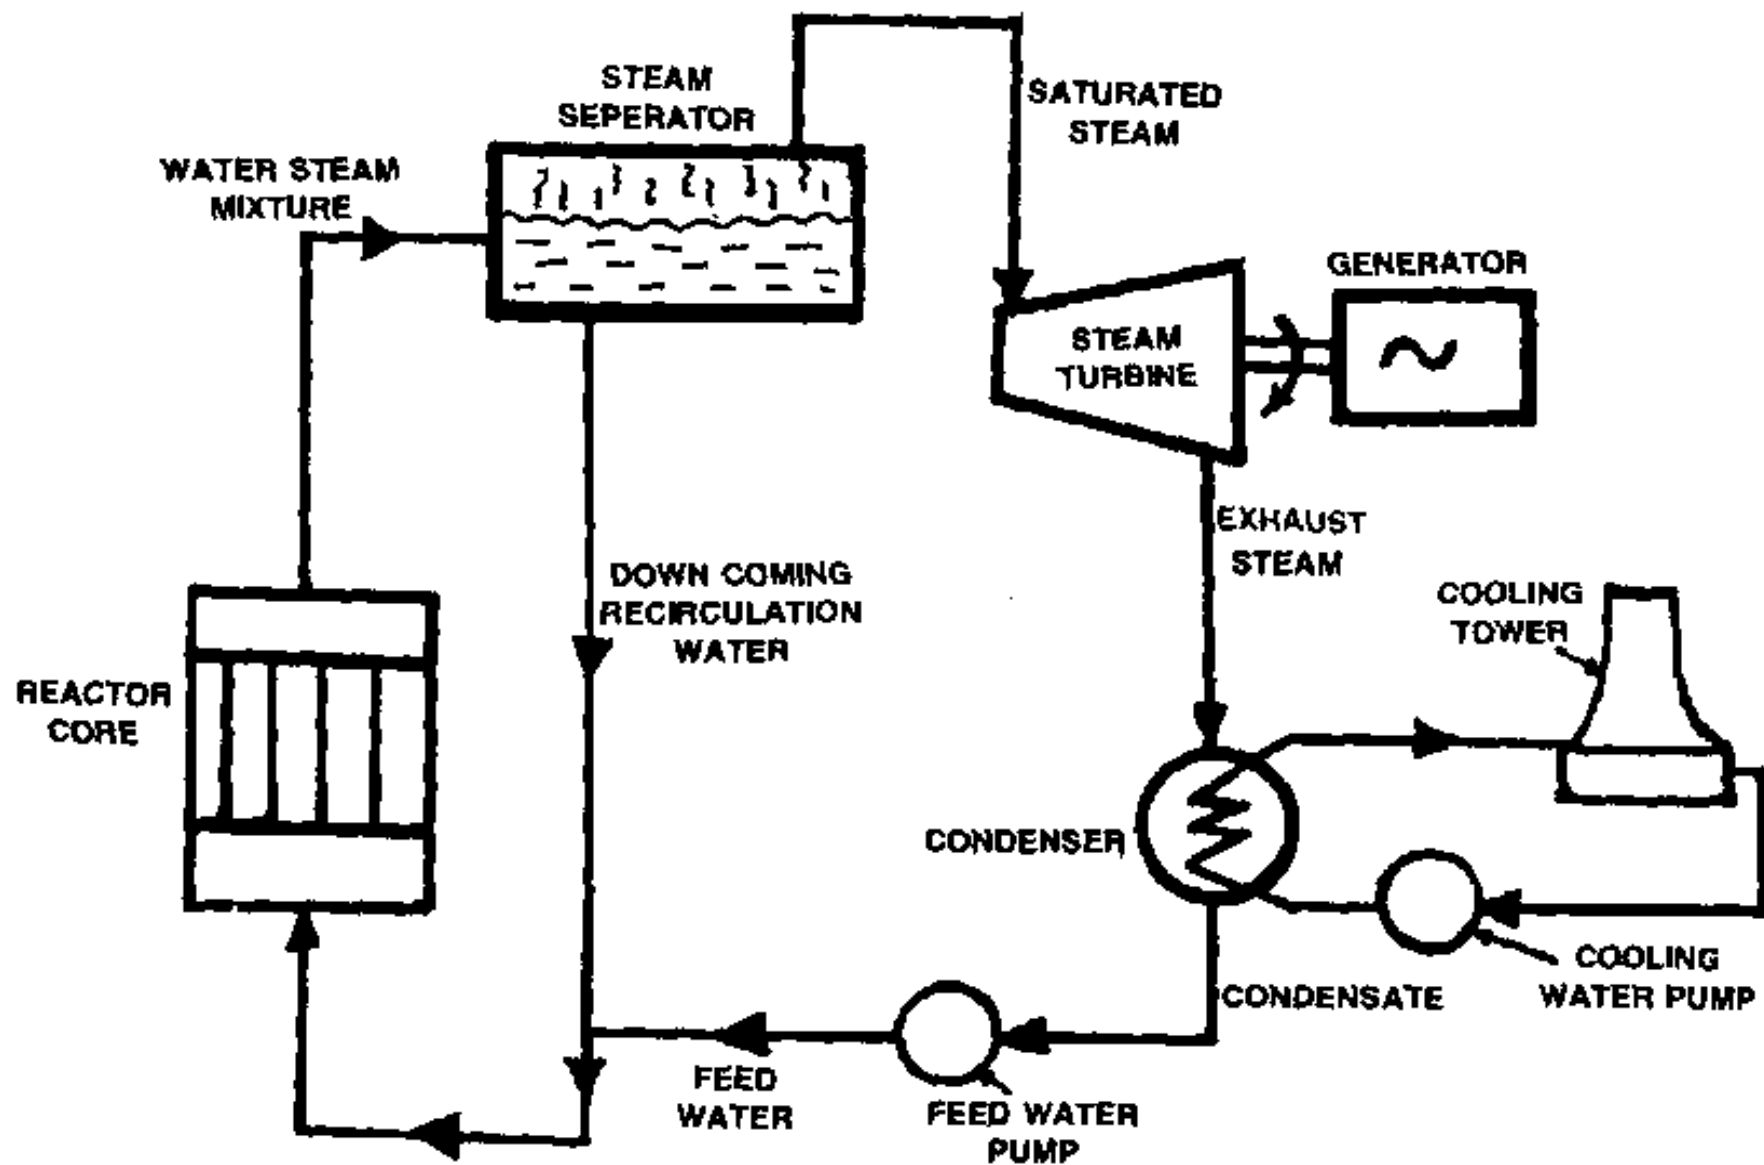 STEAM
SEPERATOR
SATURATED
STEAM
WATER STEAM
MIXTURE
GENERATOR
STEAM
TURBINE
EXHAUST
STEAM
DOWN COMING
RECIRCULATION
WATER
COOLING
TOWER
REACTOR
CORE
CONDENSER
COOLING
WATER PUMP
CONDENSATE
FEED
WATER
FEED WATER
PUMP